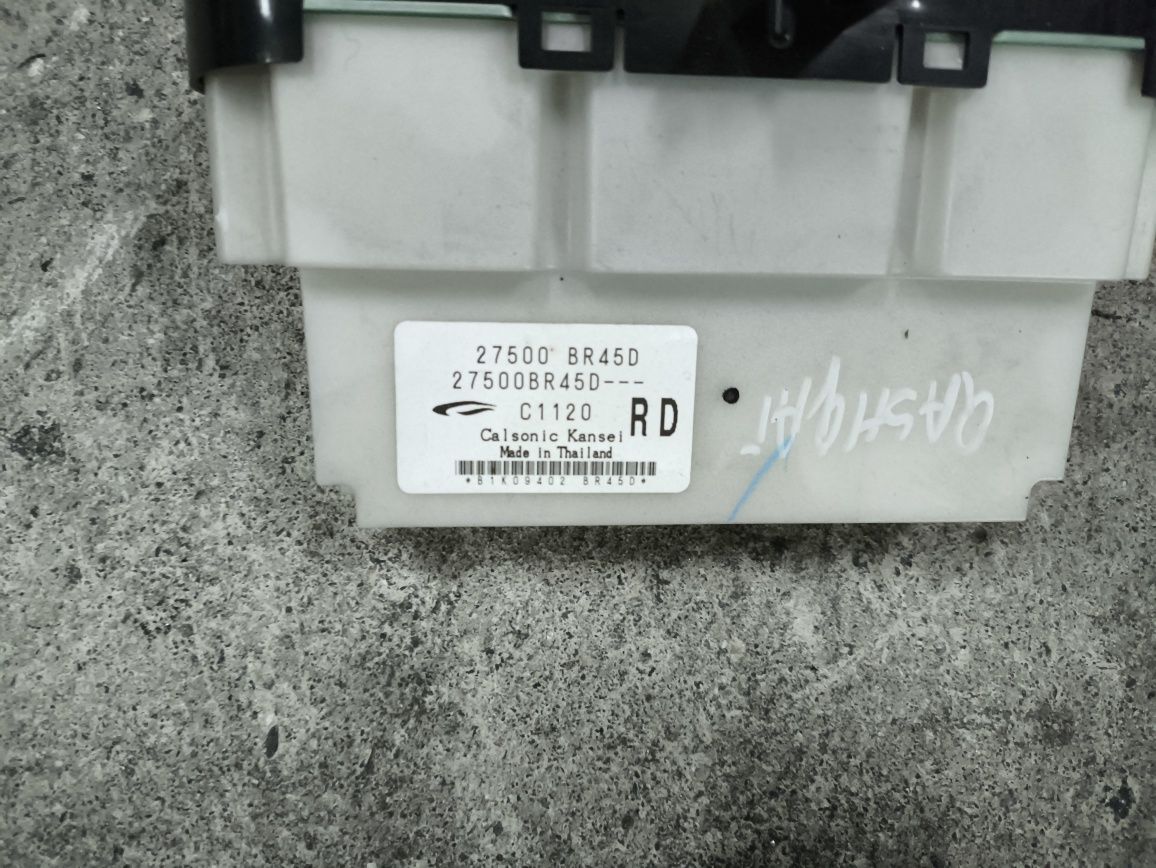 27500 BR45D
27500BR45D---
C1120 RD
Calsonic Kansei
Made in Thailand
*B1K09402 BR45D*
QASHQAI